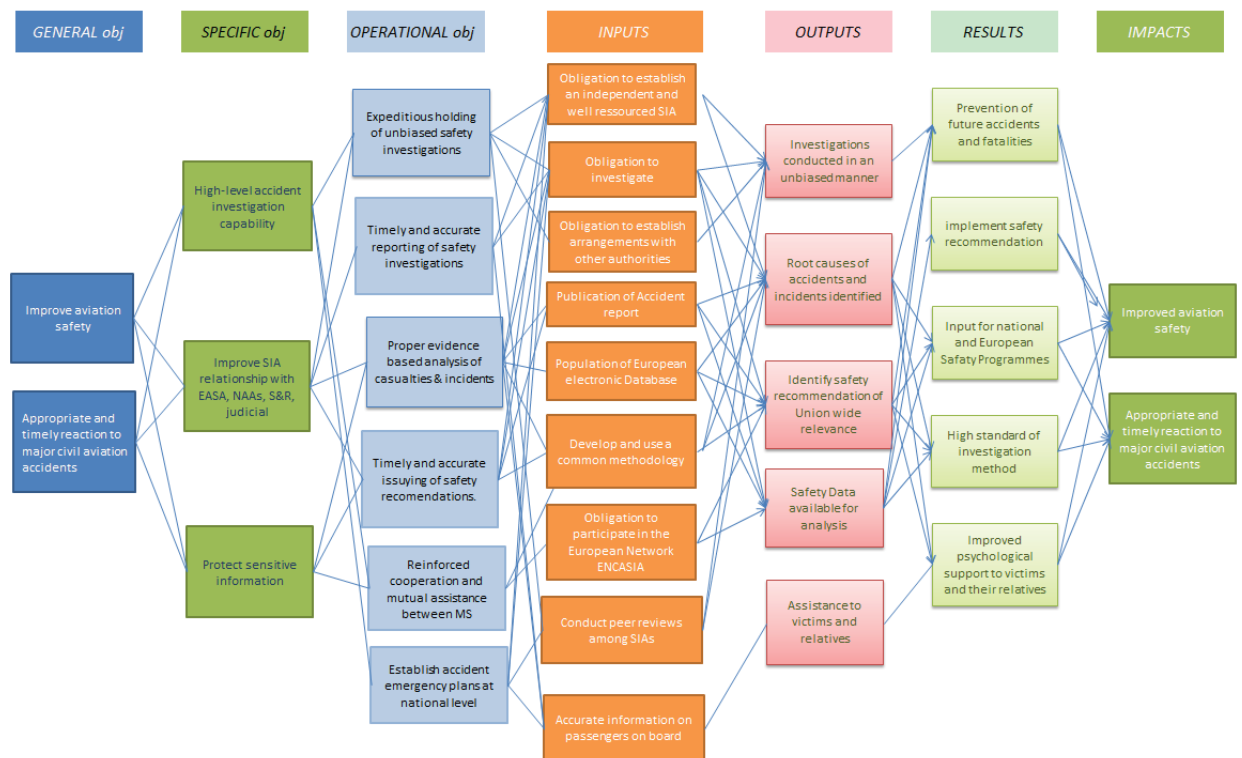 GENERAL obj
SPECIFIC obj
OPERATIONAL obj
INPUTS
OUTPUTS
RESULTS
IMPACTS
Improve aviation
safety
Appropriate and
timely reaction to
major civil aviation
accidents
High-level accident
investigation
capability
Improve SIA
relationship with
EASA, NAAs, S&R,
judicial
Protect sensitive
information
Expeditious holding
of unbiased safety
investigations
Timely and accurate
reporting of safety
investigations
Proper evidence
based analysis of
casualties & incidents
Timely and accurate
issuing of safety
recomendations.
Reinforced
cooperation and
mutual assistance
between MS
Establish accident
emergency plans at
national level
Obligation to establish
an independent and
well ressourced SIA
Obligation to
investigate
Obligation to establish
arrangements with
other authorities
Publication of Accident
report
Population of European
electronic Database
Develop and use a
common methodology
Obligation to
participate in the
European Network
ENCASIA
Conduct peer reviews
among SIAs
Accurate information on
passengers on board
Investigations
conducted in an
unbiased manner
Root causes of
accidents and
incidents identified
Identify safety
recommendation of
Union wide
relevance
Safety Data
available for
analysis
Assistance to
victims and
relatives
Prevention of
future accidents
and fatalities
implement safety
recommendation
Input for national
and European
Safety Programmes
High standard of
investigation
method
Improved
psychological
support to victims
and their relatives
Improved aviation
safety
Appropriate and
timely reaction to
major civil aviation
accidents